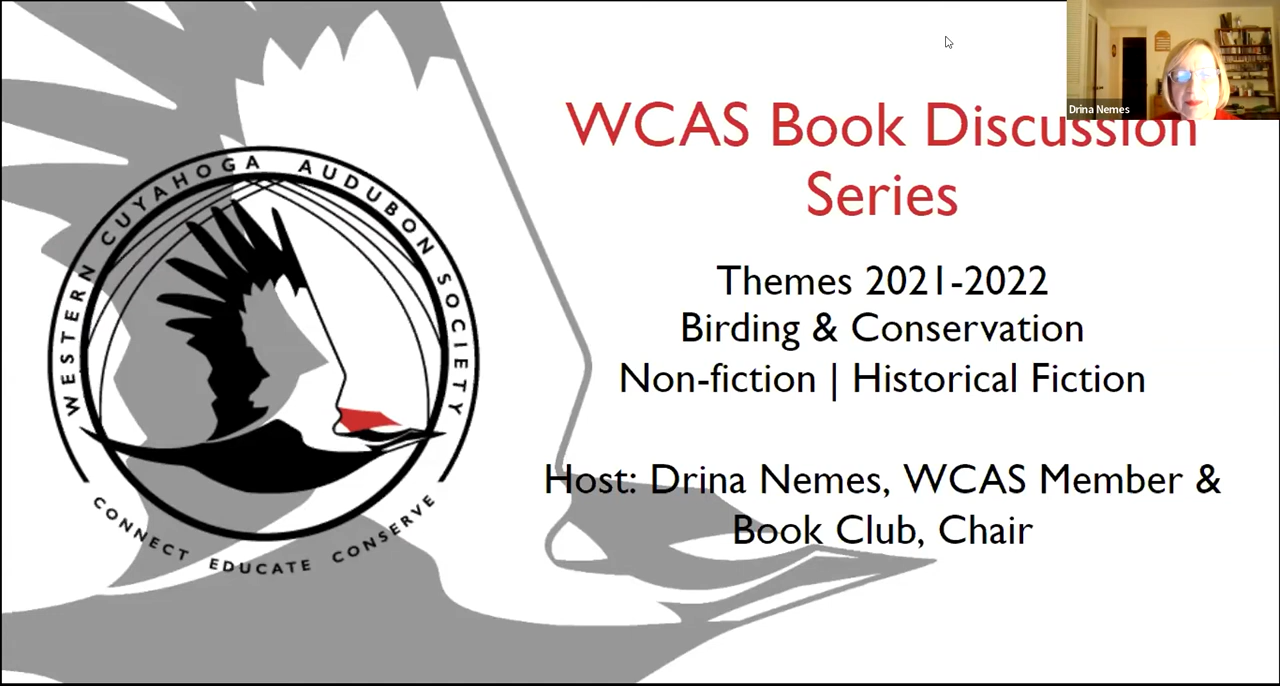 WCAS Book Discussion
Series
Drina Nemes
Themes 2021-2022
Birding & Conservation
Non-fiction | Historical Fiction
Host: Drina Nemes, WCAS Member &
Book Club, Chair
WESTERN CUYAHOGA AUDUBON SOCIETY
CONNECT EDUCATE CONSERVE